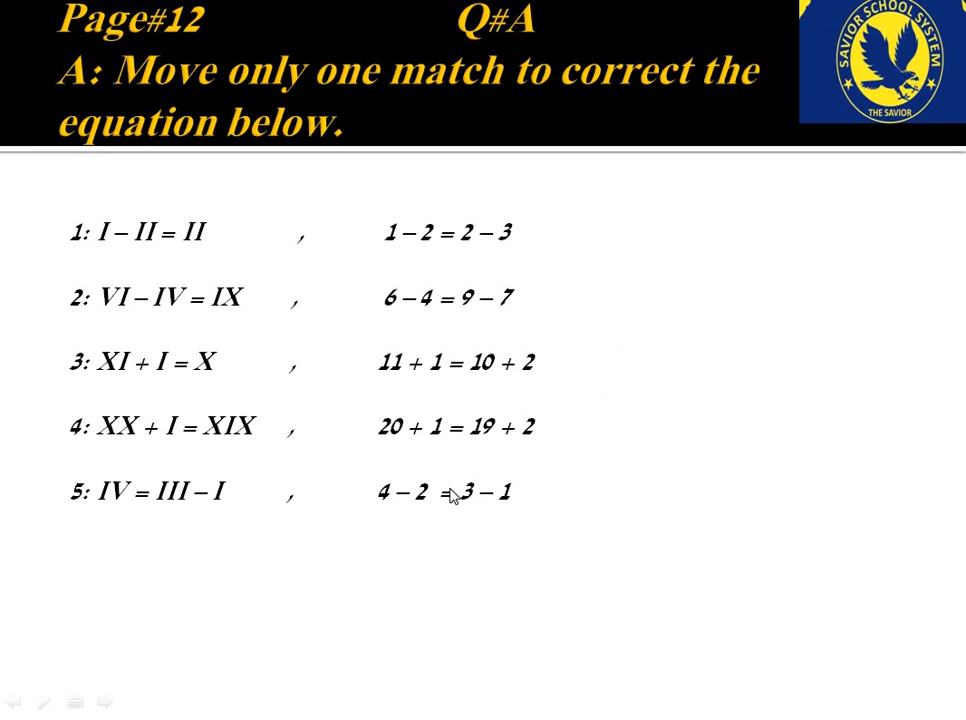 Page#12 Q#A
A: Move only one match to correct the
equation below.
SAVIOR SCHOOL SYSTEM
THE SAVIOR
1: I – II = II , 1 – 2 = 2 – 3
2: VI – IV = IX , 6 – 4 = 9 – 7
3: XI + I = X , 11 + 1 = 10 + 2
4: XX + I = XIX , 20 + 1 = 19 + 2
5: IV = III – I , 4 – 2 = 3 – 1